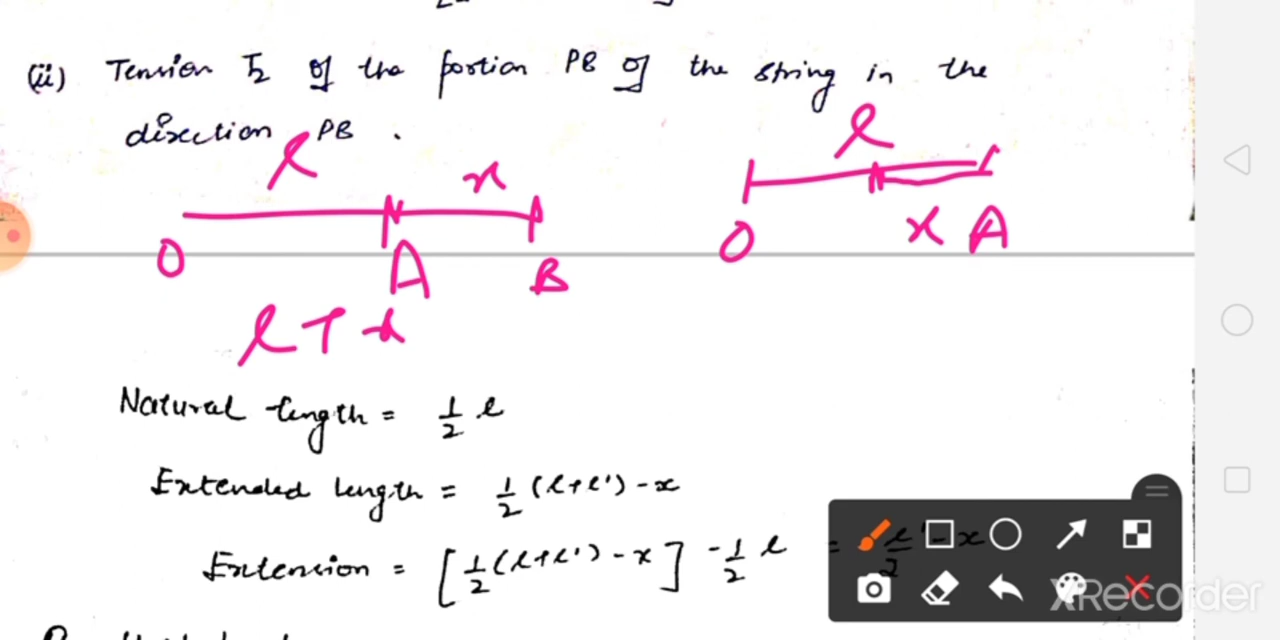 (ii) Tension T₂ of the portion PB of the string in the
direction PB .
l x l
O A B O x A
l + x
Natural length = 1/2 l
Extended length = 1/2 (l+l') - x
Extension = [1/2 (l+l') - x] - 1/2 l = l'/2 - x
XRecorder